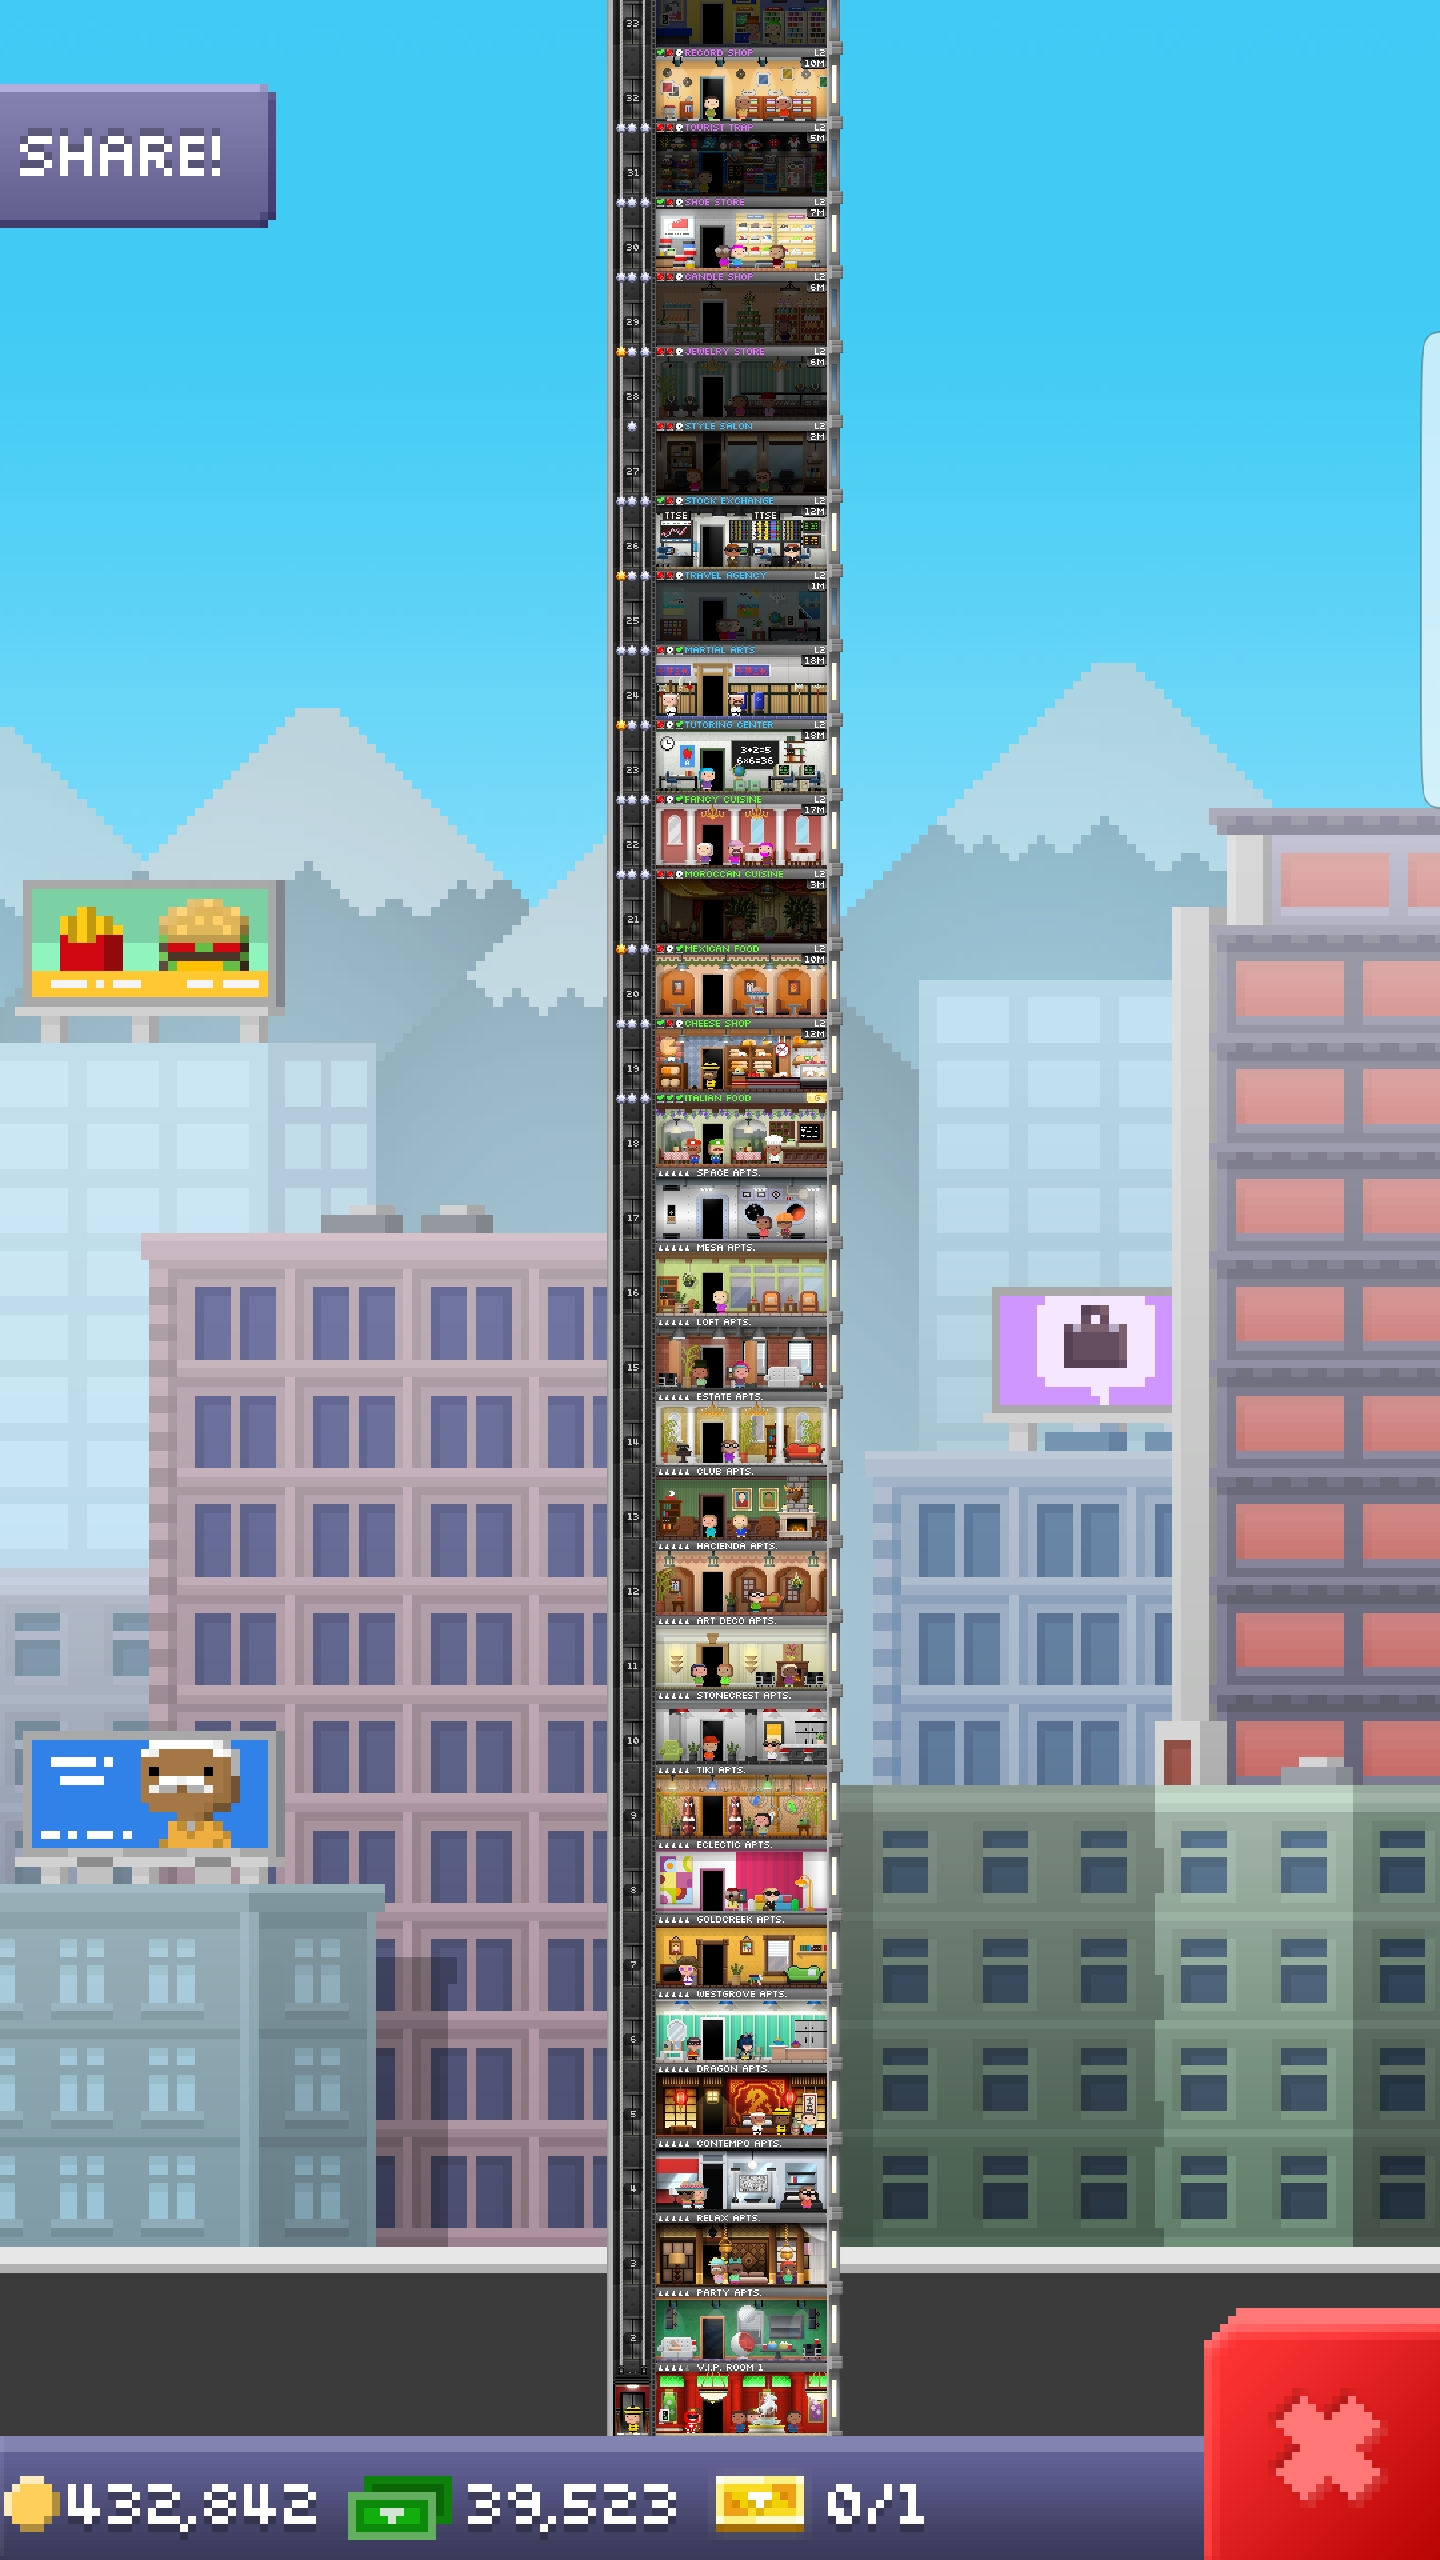 33
RECORD SHOP L2
10M
32
TOURIST TRAP L2
5M
31
SHOE STORE L2
7M
30
CANDLE SHOP L2
6M
29
JEWELRY STORE L2
6M
28
STYLE SALON L2
2M
27
STOCK EXCHANGE L2
12M
TTSE TTSE
26
TRAVEL AGENCY L2
1M
25
MARTIAL ARTS L2
18M
24
TUTORING CENTER L2
19M
3+2=5
6×6=36
23
FANCY CUISINE L2
17M
22
MOROCCAN CUISINE L2
3M
21
MEXICAN FOOD L2
10M
20
CHEESE SHOP L2
12M
19
ITALIAN FOOD
18
SPACE APTS.
17
MESA APTS.
16
LOFT APTS.
15
ESTATE APTS.
14
CLUB APTS.
13
HACIENDA APTS.
12
ART DECO APTS.
11
STONECREST APTS.
10
TIKI APTS.
9
ECLECTIC APTS.
8
GOLDCREEK APTS.
7
WESTGROVE APTS.
6
DRAGON APTS.
5
CONTEMPO APTS.
4
RELAX APTS.
3
PARTY APTS.
2
V.I.P. ROOM 1
SHARE!
432,842 39,523 0/1